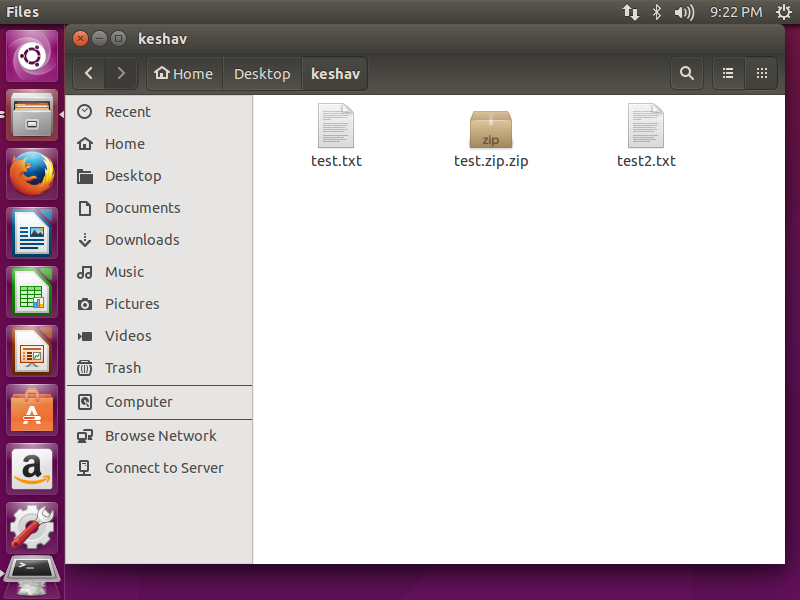 Files
9:22 PM
keshav
Home
Desktop
keshav
Recent
Home
Desktop
Documents
Downloads
Music
Pictures
Videos
Trash
Computer
Browse Network
Connect to Server
zip
test.txt
test.zip.zip
test2.txt
A
a
>_